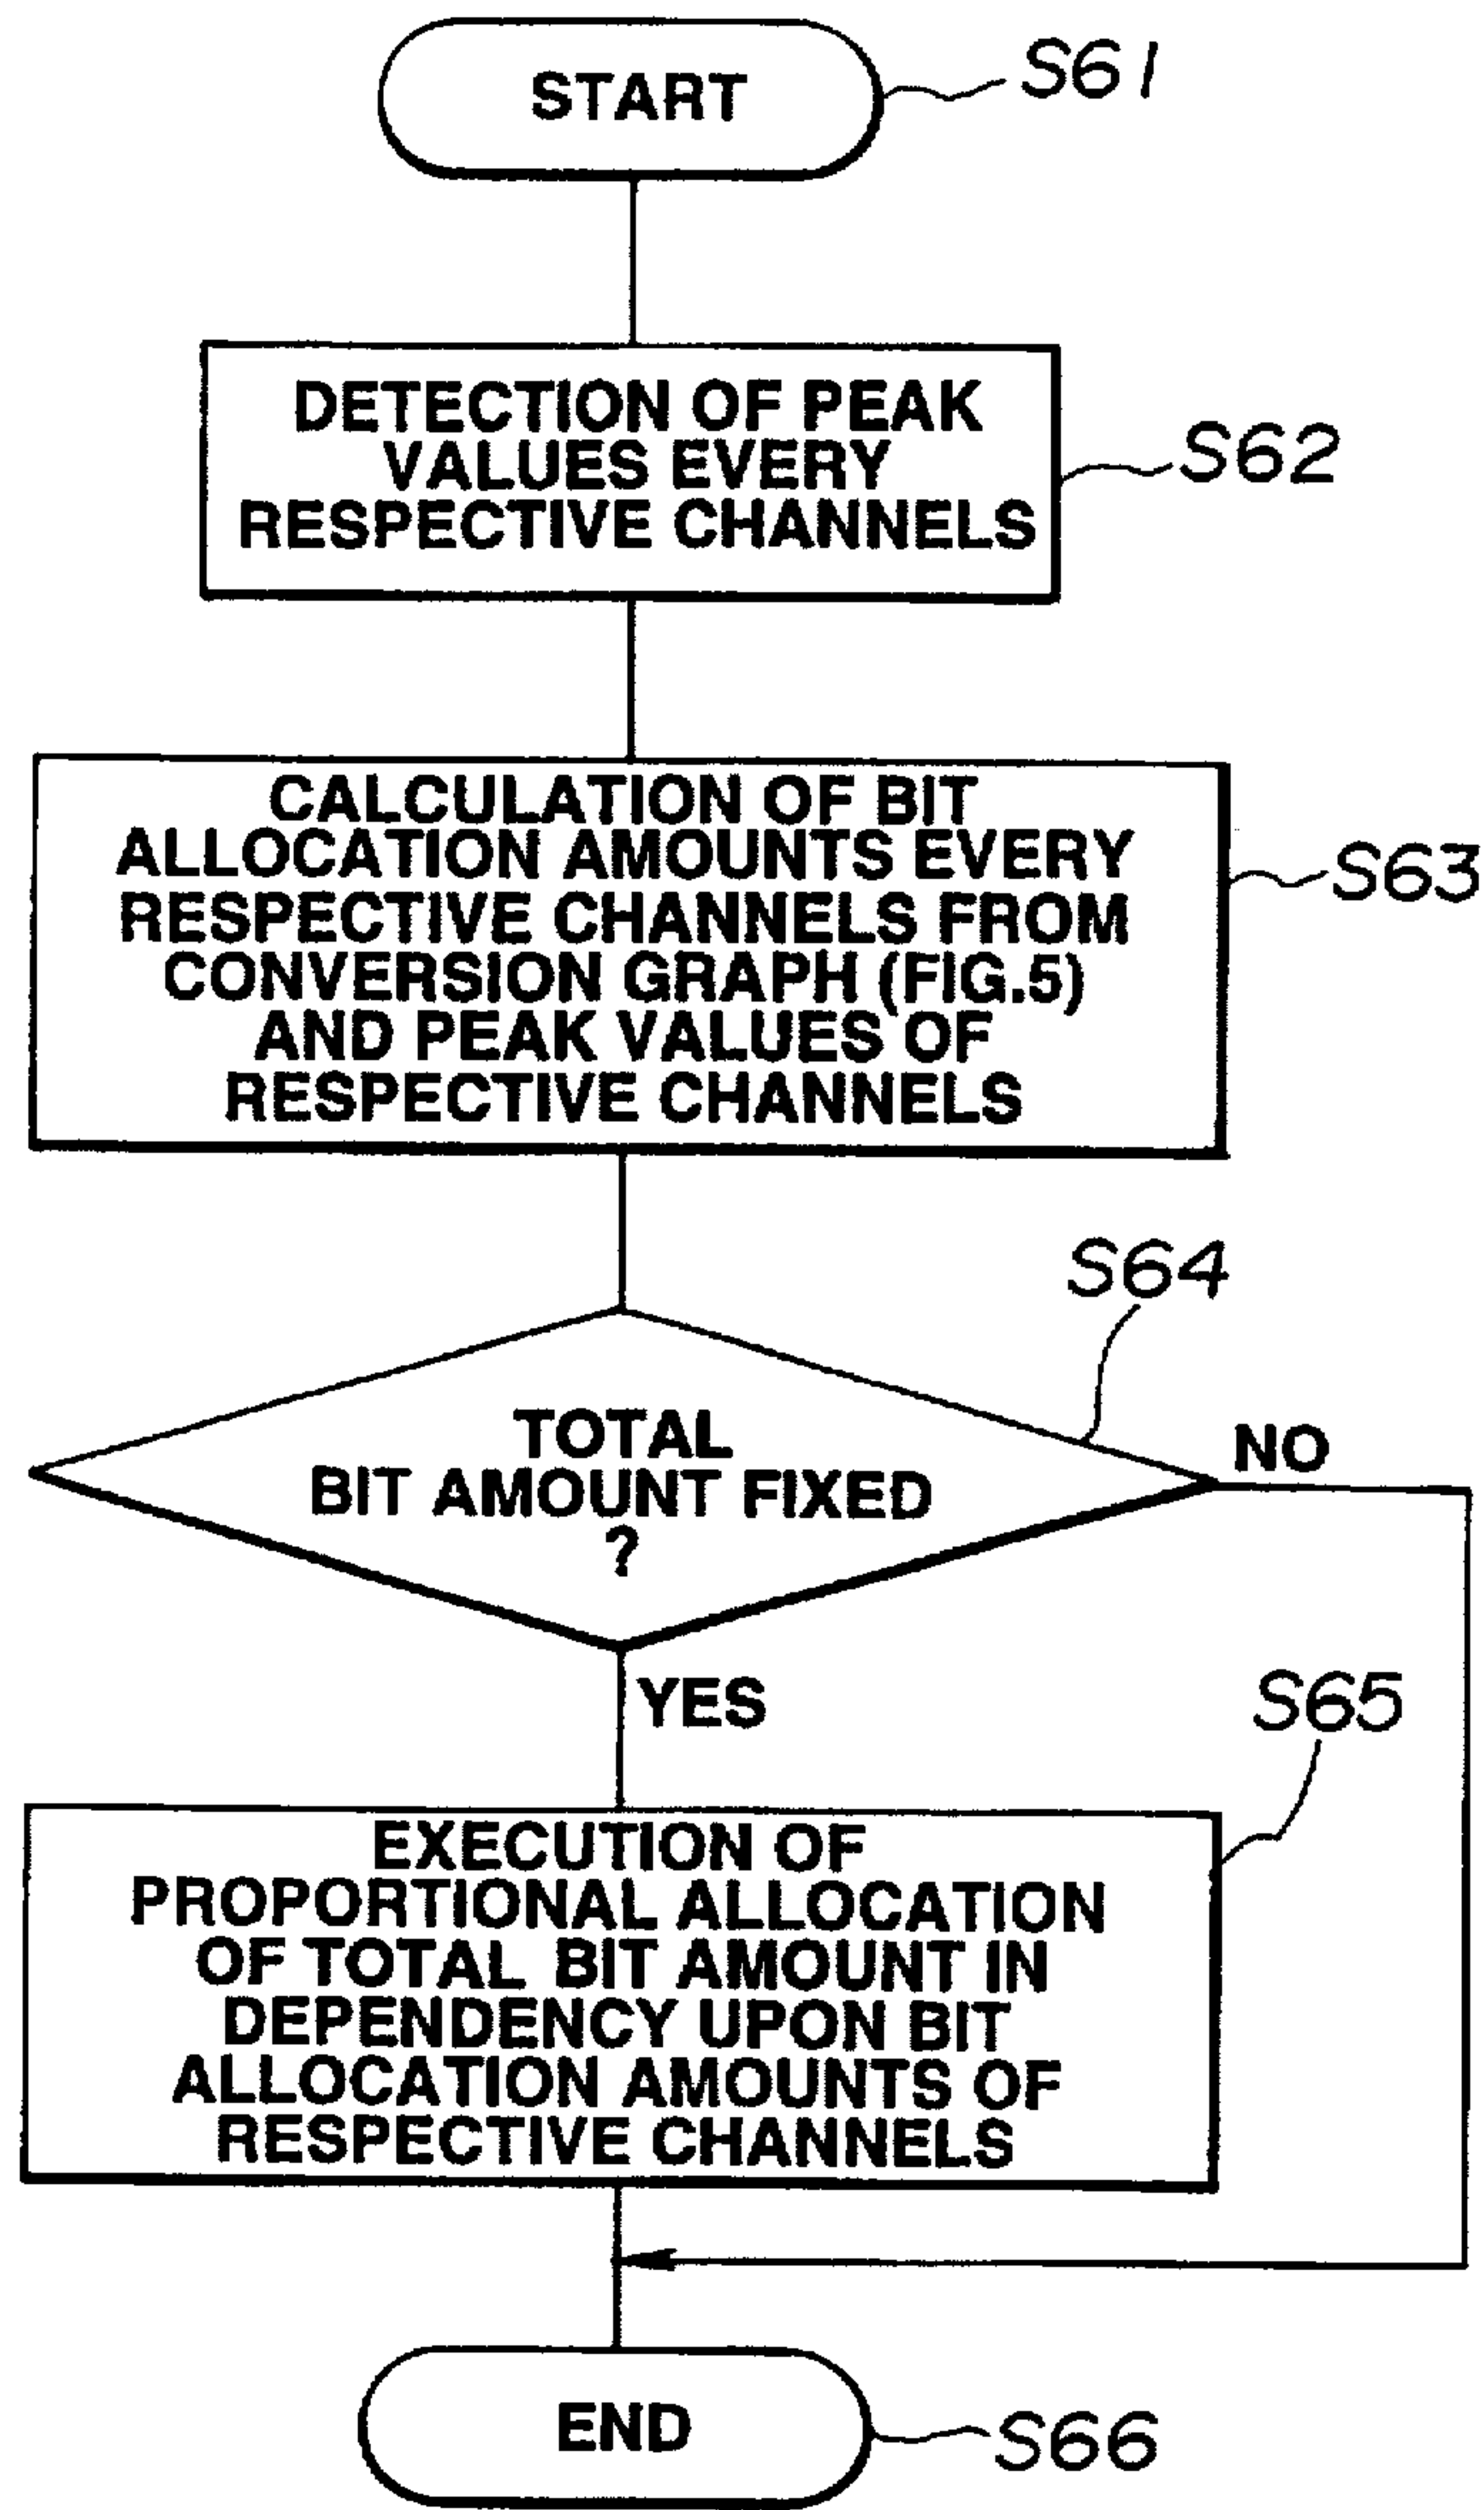 START
S61
DETECTION OF PEAK
VALUES EVERY
RESPECTIVE CHANNELS
S62
CALCULATION OF BIT
ALLOCATION AMOUNTS EVERY
RESPECTIVE CHANNELS FROM
CONVERSION GRAPH (FIG.5)
AND PEAK VALUES OF
RESPECTIVE CHANNELS
S63
S64
TOTAL
BIT AMOUNT FIXED
?
NO
YES
S65
EXECUTION OF
PROPORTIONAL ALLOCATION
OF TOTAL BIT AMOUNT IN
DEPENDENCY UPON BIT
ALLOCATION AMOUNTS OF
RESPECTIVE CHANNELS
END
S66